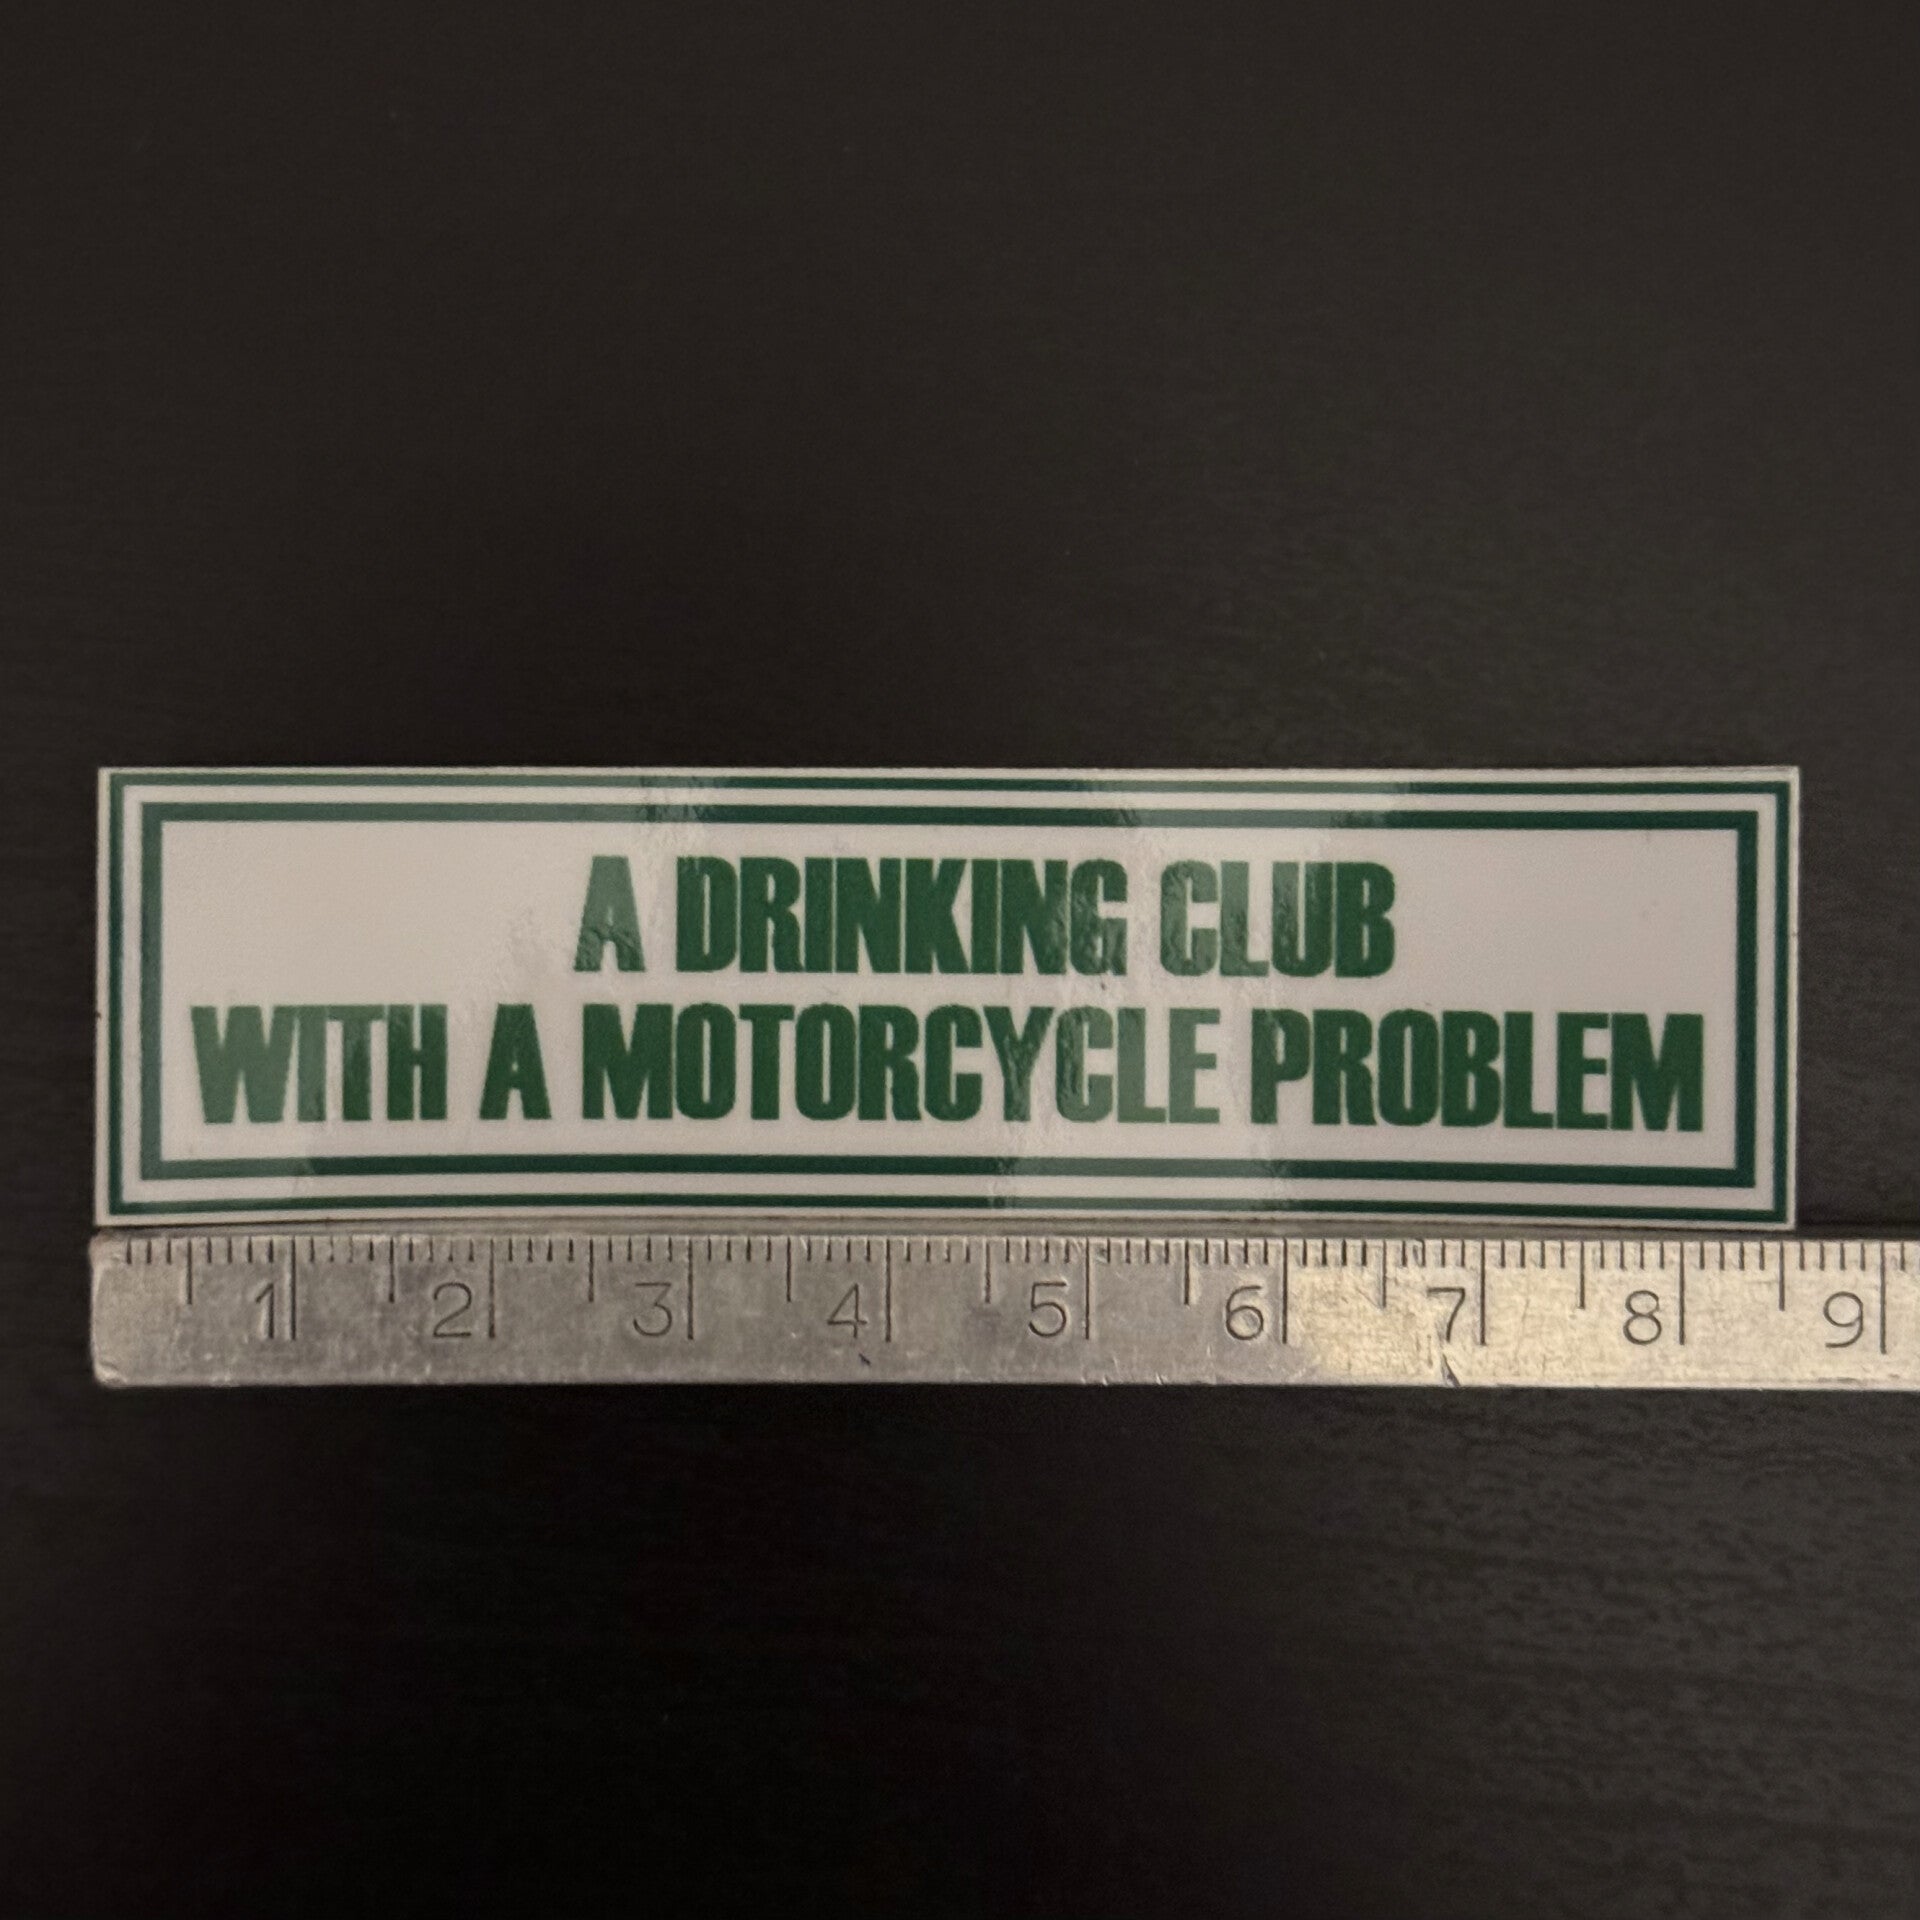 A DRINKING CLUB
WITH A MOTORCYCLE PROBLEM
1 2 3 4 5 6 7 8 9